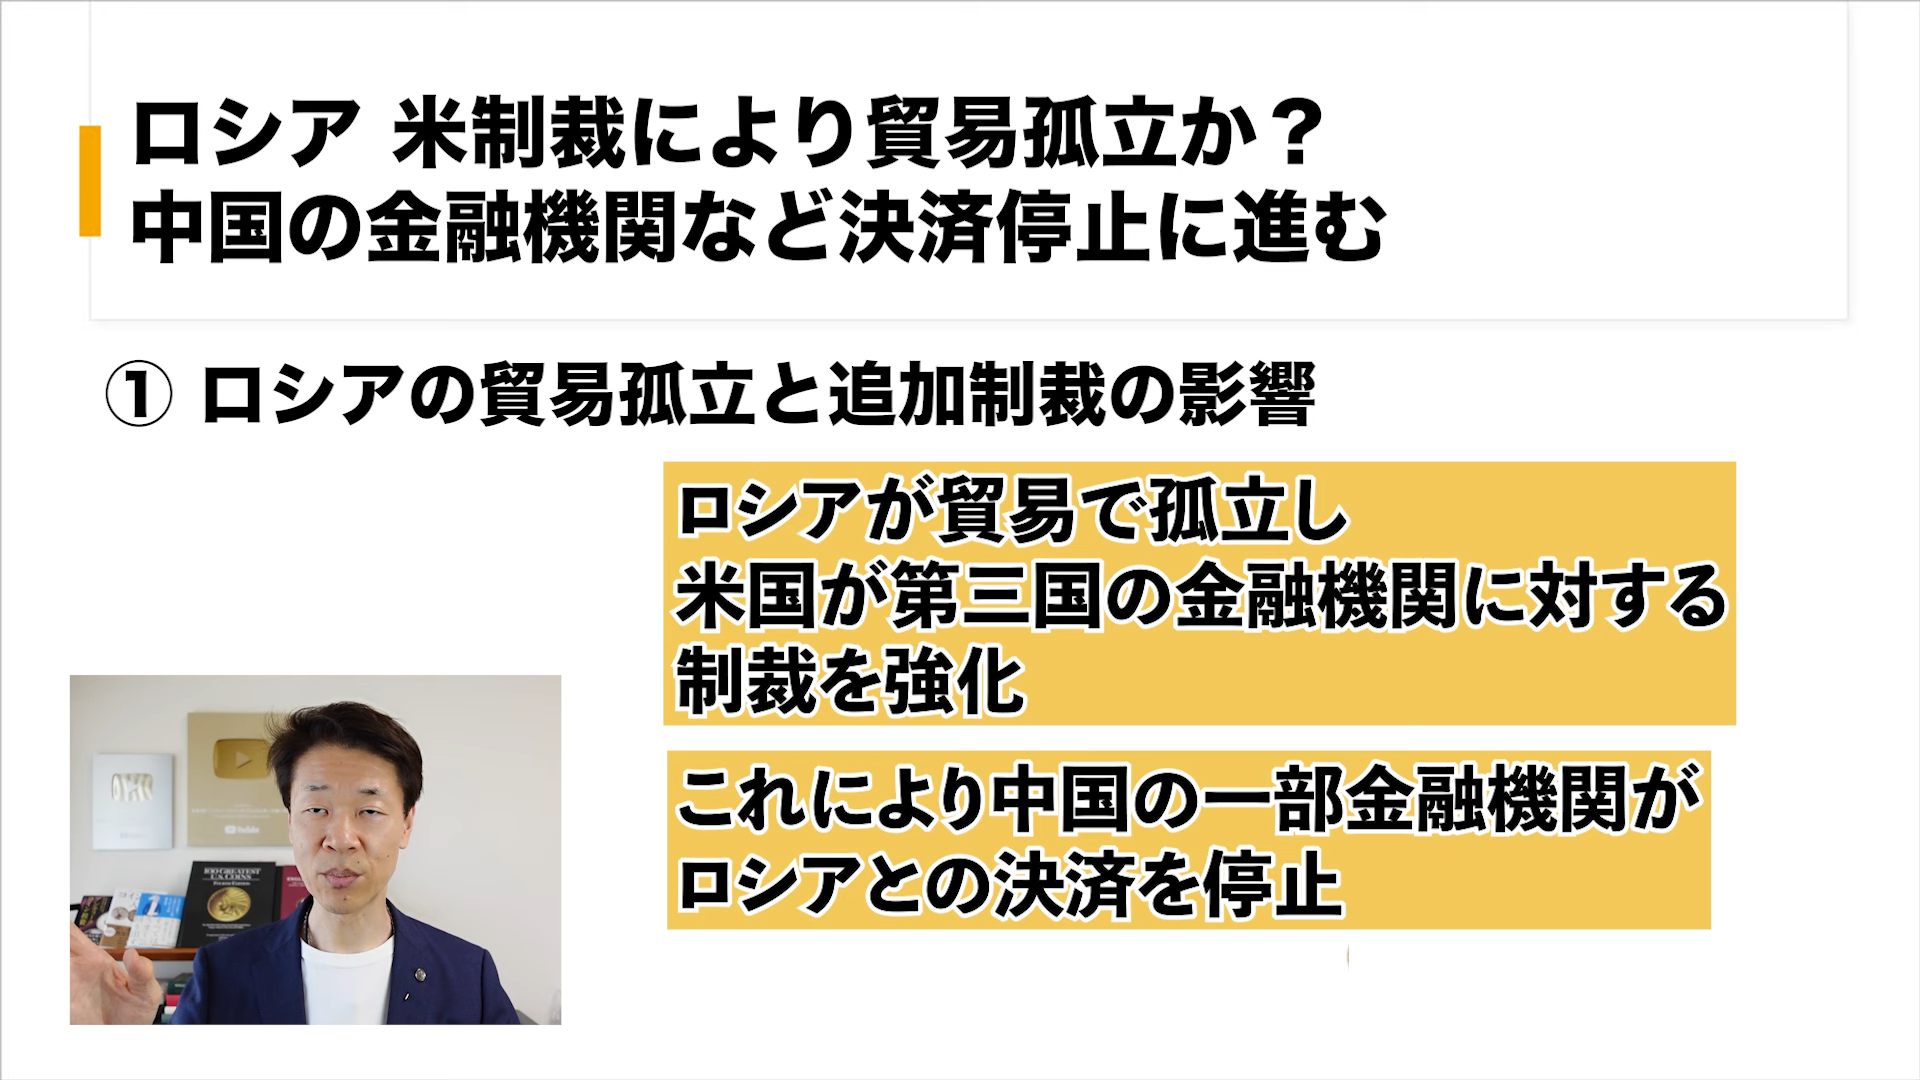 ロシア 米制裁により貿易孤立か？
中国の金融機関など決済停止に進む
① ロシアの貿易孤立と追加制裁の影響
ロシアが貿易で孤立し
米国が第三国の金融機関に対する
制裁を強化
これにより中国の一部金融機関が
ロシアとの決済を停止
YouTube
100 GREATEST
U.S. COINS